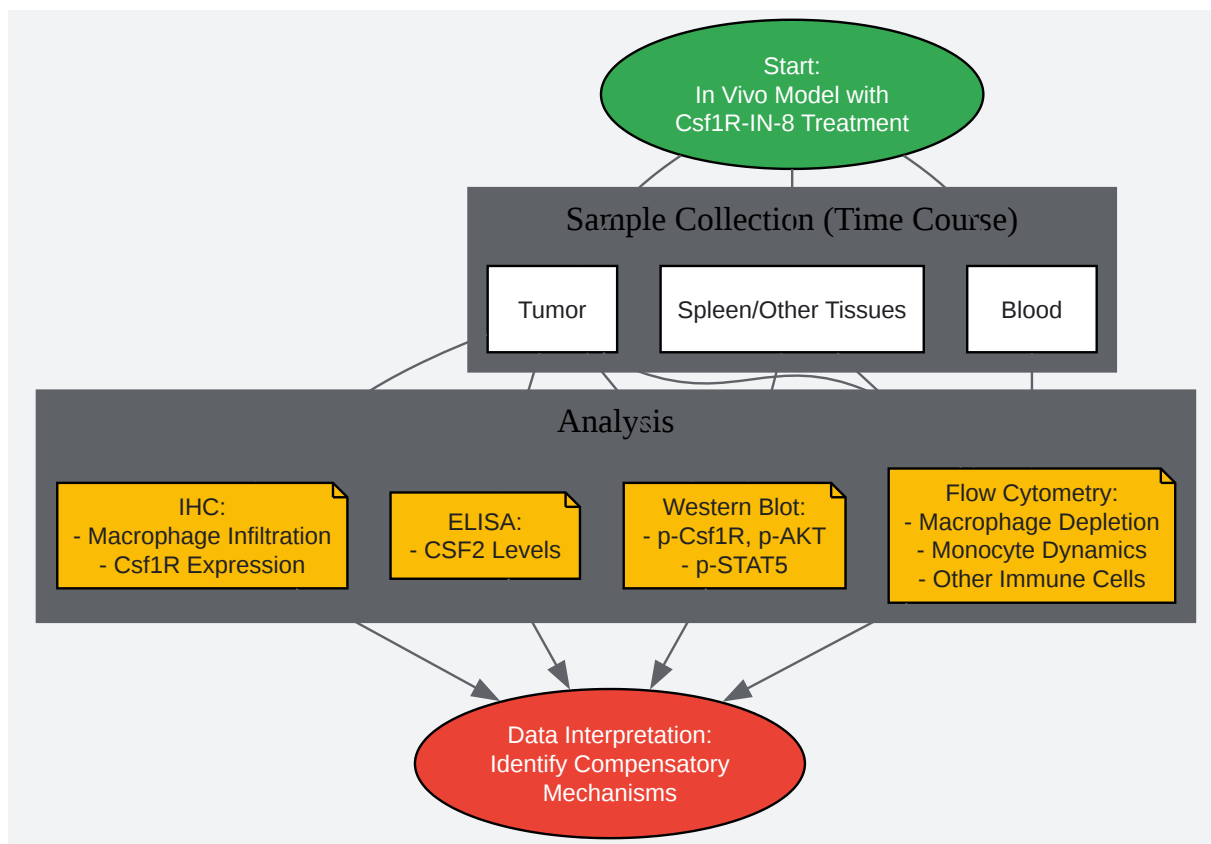 Start:
In Vivo Model with
Csf1R-IN-8 Treatment
Sample Collection (Time Course)
Tumor
Spleen/Other Tissues
Blood
Analysis
IHC:
- Macrophage Infiltration
- Csf1R Expression
ELISA:
- CSF2 Levels
Western Blot:
- p-Csf1R, p-AKT
- p-STAT5
Flow Cytometry:
- Macrophage Depletion
- Monocyte Dynamics
- Other Immune Cells
Data Interpretation:
Identify Compensatory
Mechanisms